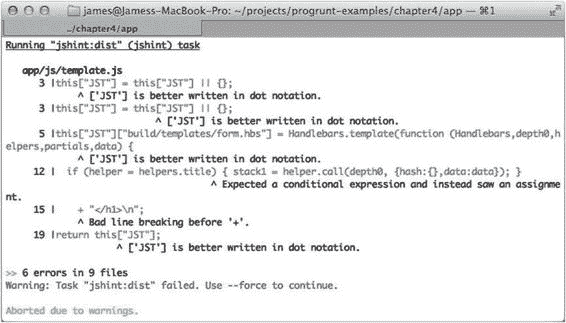 james@Jamess-MacBook-Pro: ~/projects/progrunt-examples/chapter4/app — ⌘1
../chapter4/app
Running "jshint:dist" (jshint) task
app/js/template.js
3 |this["JST"] = this["JST"] || {};
^ ['JST'] is better written in dot notation.
3 |this["JST"] = this["JST"] || {};
^ ['JST'] is better written in dot notation.
5 |this["JST"]["build/templates/form.hbs"] = Handlebars.template(function (Handlebars,depth0,h
elpers,partials,data) {
^ ['JST'] is better written in dot notation.
12 |  if (helper = helpers.title) { stack1 = helper.call(depth0, {hash:{},data:data}); }
^ Expected a conditional expression and instead saw an assignme
nt.
15 |    + "</h1>\n";
^ Bad line breaking before '+'.
19 |return this["JST"];
^ ['JST'] is better written in dot notation.
>> 6 errors in 9 files
Warning: Task "jshint:dist" failed. Use --force to continue.
Aborted due to warnings.